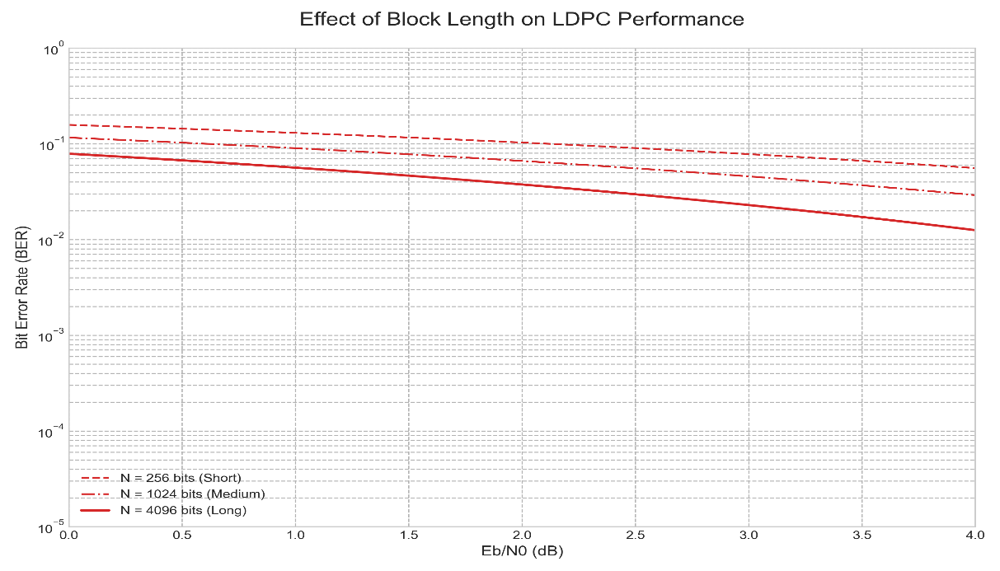 Effect of Block Length on LDPC Performance
10⁰
10⁻¹
10⁻²
10⁻³
10⁻⁴
10⁻⁵
Bit Error Rate (BER)
N = 256 bits (Short)
N = 1024 bits (Medium)
N = 4096 bits (Long)
0.0 0.5 1.0 1.5 2.0 2.5 3.0 3.5 4.0
Eb/N0 (dB)